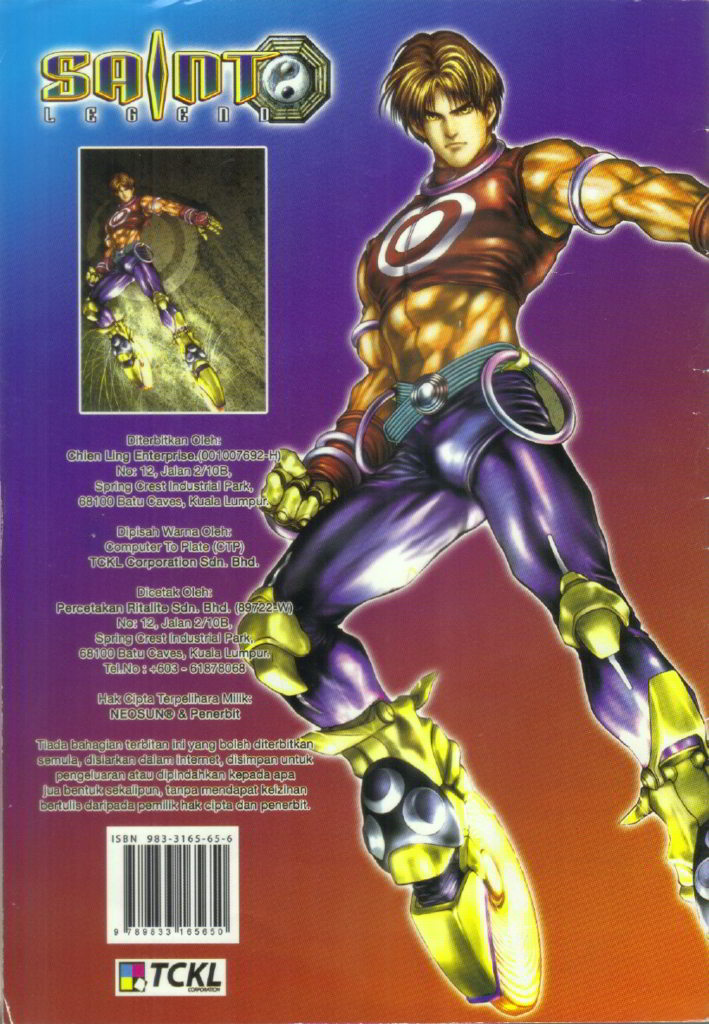 SAINT
LEGEND
Diterbitkan Oleh:
Chien Ling Enterprise.(001007692-H)
No: 12, Jalan 2/10B,
Spring Crest Industrial Park,
68100 Batu Caves, Kuala Lumpur.
Dipisah Warna Oleh:
Computer To Plate (CTP)
TCKL Corporation Sdn. Bhd.
Dicetak Oleh:
Percetakan Ritalite Sdn. Bhd. (89722-W)
No: 12, Jalan 2/10B,
Spring Crest Industrial Park,
68100 Batu Caves, Kuala Lumpur.
Tel.No : +603 - 61878068
Hak Cipta Terpelihara Milik:
NEOSUN® & Penerbit
Tiada bahagian terbitan ini yang boleh diterbitkan
semula, disiarkan dalam internet, disimpan untuk
pengeluaran atau dipindahkan kepada apa
jua bentuk sekalipun, tanpa mendapat keizinan
bertulis daripada pemilik hak cipta dan penerbit.
ISBN 983-3165-65-6
9 789833 165650
TCKL
CORPORATION